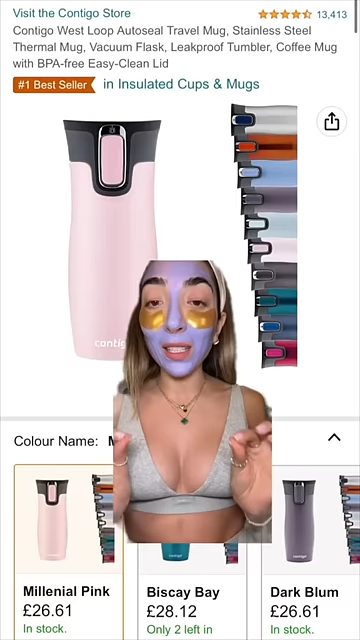 Visit the Contigo Store
13,413
Contigo West Loop Autoseal Travel Mug, Stainless Steel
Thermal Mug, Vacuum Flask, Leakproof Tumbler, Coffee Mug
with BPA-free Easy-Clean Lid
#1 Best Seller in Insulated Cups & Mugs
contigo
Colour Name: M
Millenial Pink
£26.61
In stock.
Biscay Bay
£28.12
Only 2 left in
Dark Blum
£26.61
In stock.